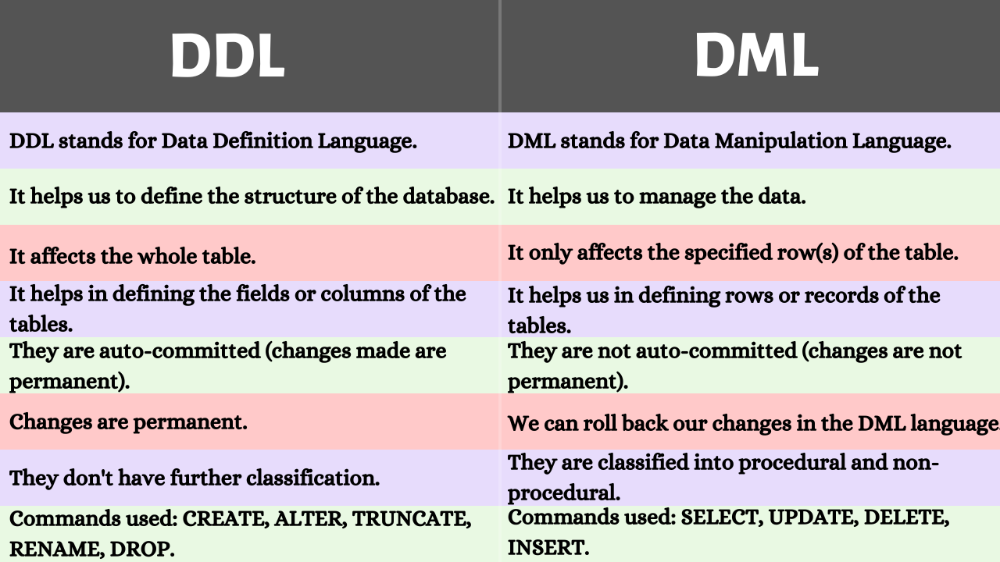 DDL
DML
DDL stands for Data Definition Language.
DML stands for Data Manipulation Language.
It helps us to define the structure of the database.
It helps us to manage the data.
It affects the whole table.
It only affects the specified row(s) of the table.
It helps in defining the fields or columns of the
tables.
It helps us in defining rows or records of the
tables.
They are auto-committed (changes made are
permanent).
They are not auto-committed (changes are not
permanent).
Changes are permanent.
We can roll back our changes in the DML language.
They don't have further classification.
They are classified into procedural and non-
procedural.
Commands used: CREATE, ALTER, TRUNCATE,
RENAME, DROP.
Commands used: SELECT, UPDATE, DELETE,
INSERT.